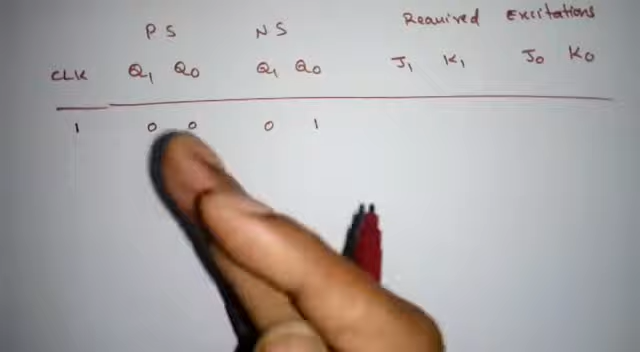 PS NS Required Excitations
CLK Q1 Q0 Q1 Q0 J1 K1 J0 K0
1 0 0 0 1